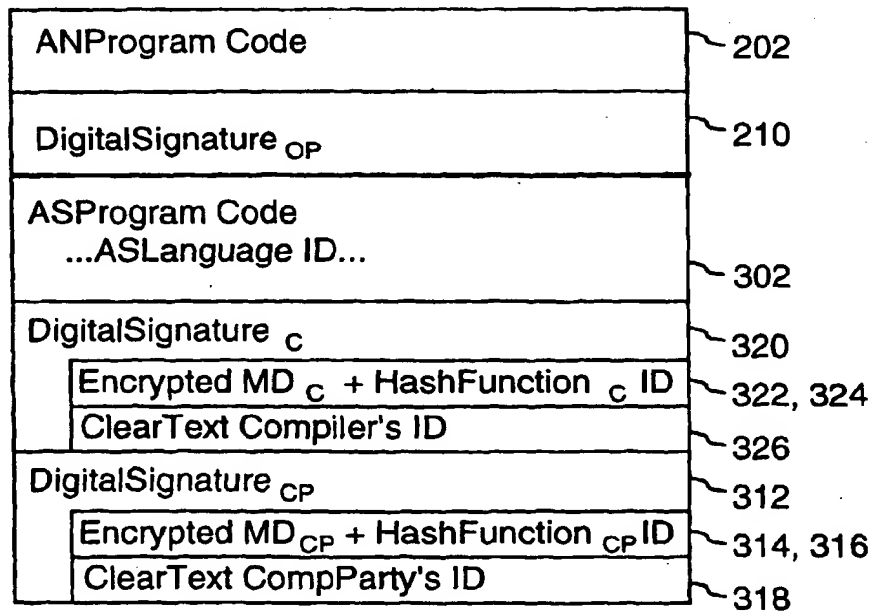 ANProgram Code 202
DigitalSignature OP 210
ASProgram Code
...ASLanguage ID... 302
DigitalSignature C 320
Encrypted MD C + HashFunction C ID 322, 324
ClearText Compiler's ID 326
DigitalSignature CP 312
Encrypted MD CP + HashFunction CP ID 314, 316
ClearText CompParty's ID 318